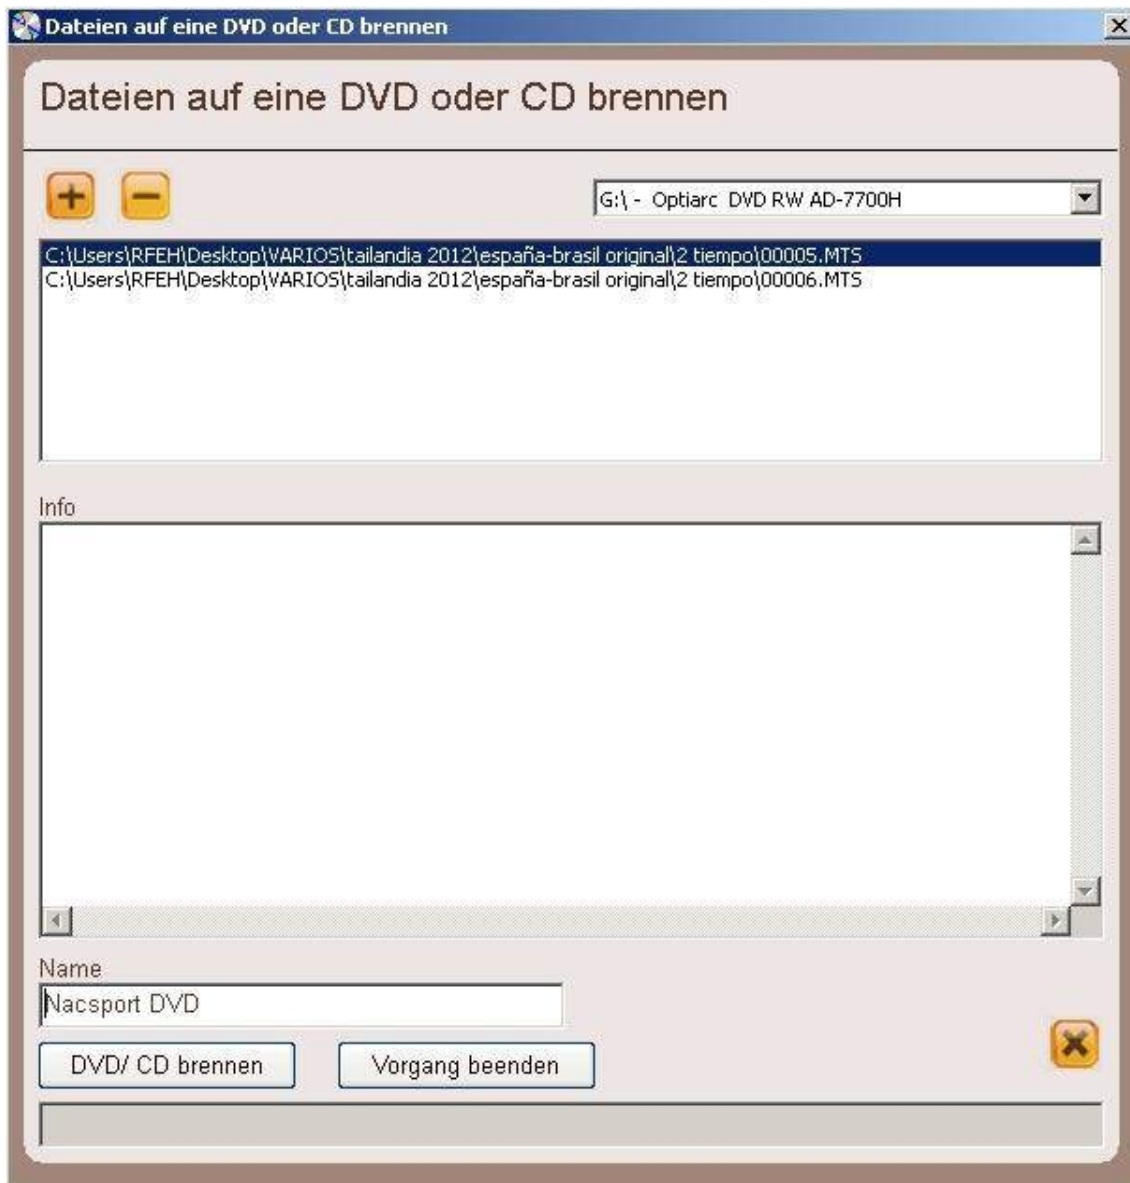 Dateien auf eine DVD oder CD brennen
Dateien auf eine DVD oder CD brennen
G:\ - Optiarc DVD RW AD-7700H
C:\Users\RFEH\Desktop\VARIOS\tailandia 2012\españa-brasil original\2 tiempo\00005.MTS
C:\Users\RFEH\Desktop\VARIOS\tailandia 2012\españa-brasil original\2 tiempo\00006.MTS
Info
Name
Nacsport DVD
DVD/ CD brennen
Vorgang beenden